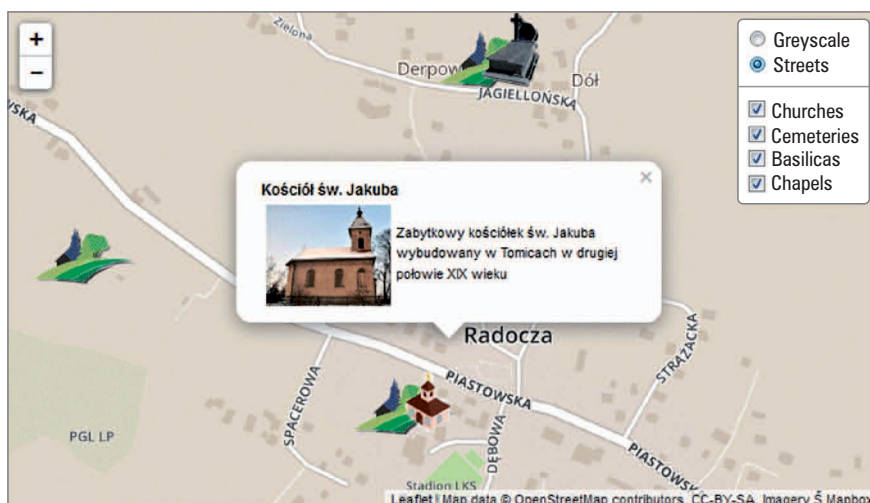 +
−
Zielona
Derpow
Dół
JAGIELLOŃSKA
Greyscale
Streets
Churches
Cemeteries
Basilicas
Chapels
SKA
×
Kościół św. Jakuba
Zabytkowy kościółek św. Jakuba
wybudowany w Tomicach w drugiej
połowie XIX wieku
Radocza
STRAŻACKA
PIASTOWSKA
SPACEROWA
DĘBOWA
PGL LP
PIASTOWSKA
Stadion LKS
Leaflet | Map data © OpenStreetMap contributors, CC-BY-SA, Imagery Š Mapbox